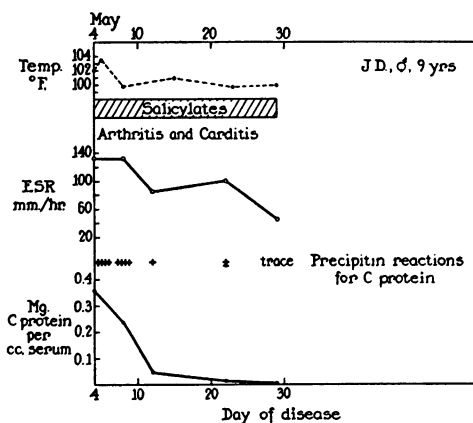 May
4 10 20 30
Temp. °F.
104
102
100
J.D., ♂, 9 yrs
Salicylates
Arthritis and Carditis
ESR mm./hr.
140
100
60
20
++++ ++++ + ± trace
Precipitin reactions for C protein
Mg. C protein per cc. serum
0.4
0.3
0.2
0.1
4 10 20 30
Day of disease